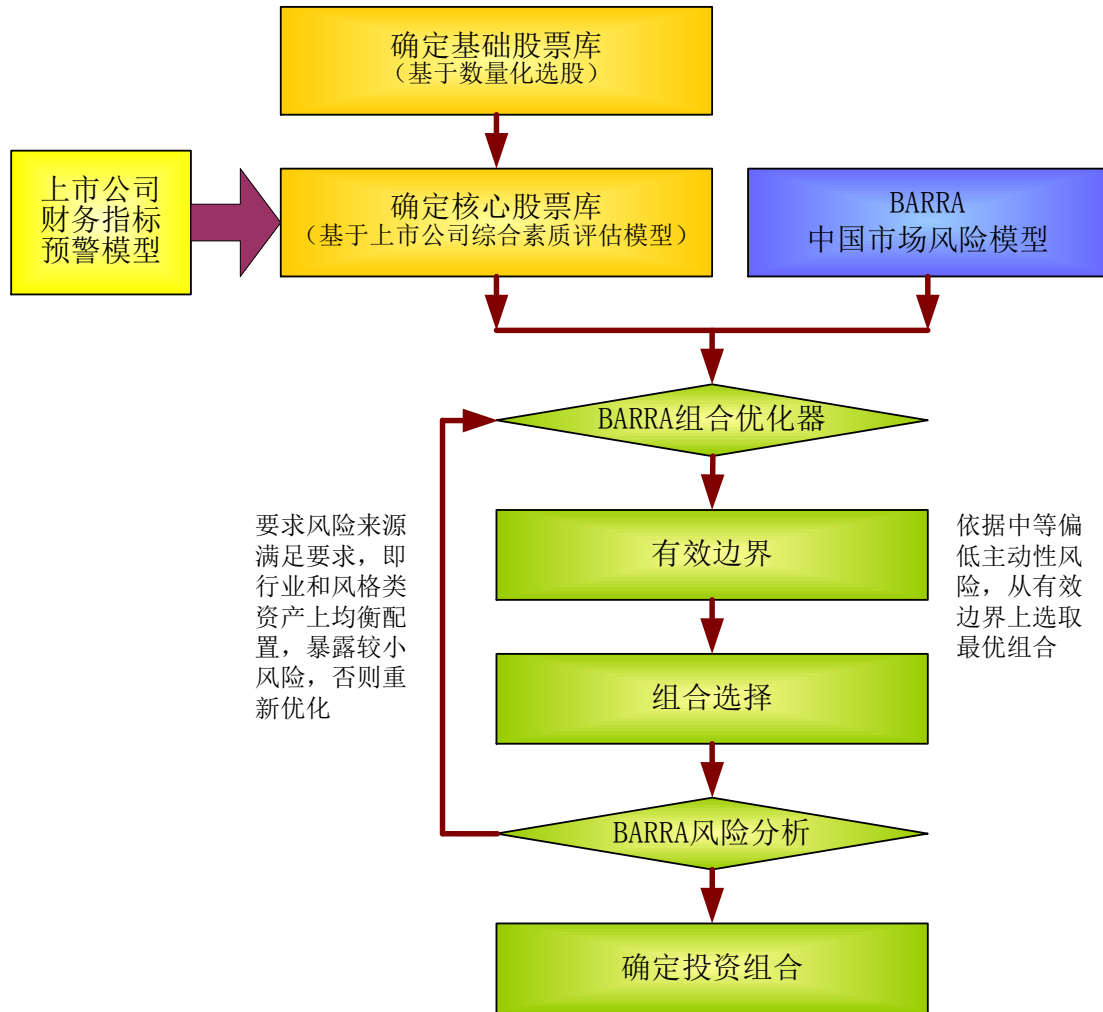 确定基础股票库
（基于数量化选股）
上市公司
财务指标
预警模型
确定核心股票库
（基于上市公司综合素质评估模型）
BARRA
中国市场风险模型
BARRA组合优化器
要求风险来源
满足要求，即
行业和风格类
资产上均衡配
置，暴露较小
风险，否则重
新优化
有效边界
依据中等偏
低主动性风
险，从有效
边界上选取
最优组合
组合选择
BARRA风险分析
确定投资组合